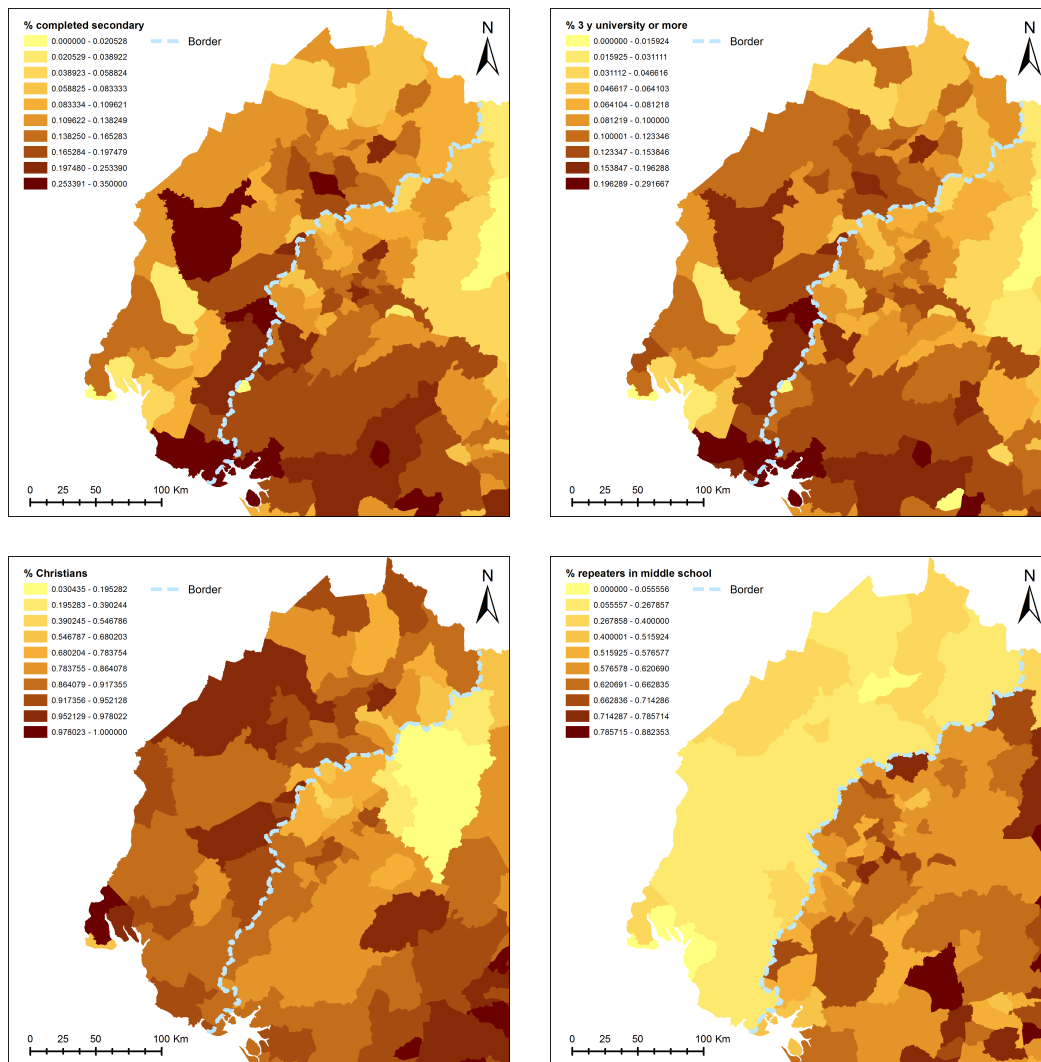 % completed secondary
0.000000 - 0.020528
0.020529 - 0.038922
0.038923 - 0.058824
0.058825 - 0.083333
0.083334 - 0.109621
0.109622 - 0.138249
0.138250 - 0.165283
0.165284 - 0.197479
0.197480 - 0.253390
0.253391 - 0.350000
Border
N
0 25 50 100 Km
% 3 y university or more
0.000000 - 0.015924
0.015925 - 0.031111
0.031112 - 0.046616
0.046617 - 0.064103
0.064104 - 0.081218
0.081219 - 0.100000
0.100001 - 0.123346
0.123347 - 0.153846
0.153847 - 0.196288
0.196289 - 0.291667
Border
N
0 25 50 100 Km
% Christians
0.030435 - 0.195282
0.195283 - 0.390244
0.390245 - 0.546786
0.546787 - 0.680203
0.680204 - 0.783754
0.783755 - 0.864078
0.864079 - 0.917355
0.917356 - 0.952128
0.952129 - 0.978022
0.978023 - 1.000000
Border
N
0 25 50 100 Km
% repeaters in middle school
0.000000 - 0.055556
0.055557 - 0.267857
0.267858 - 0.400000
0.400001 - 0.515924
0.515925 - 0.576577
0.576578 - 0.620690
0.620691 - 0.662835
0.662836 - 0.714286
0.714287 - 0.785714
0.785715 - 0.882353
Border
N
0 25 50 100 Km